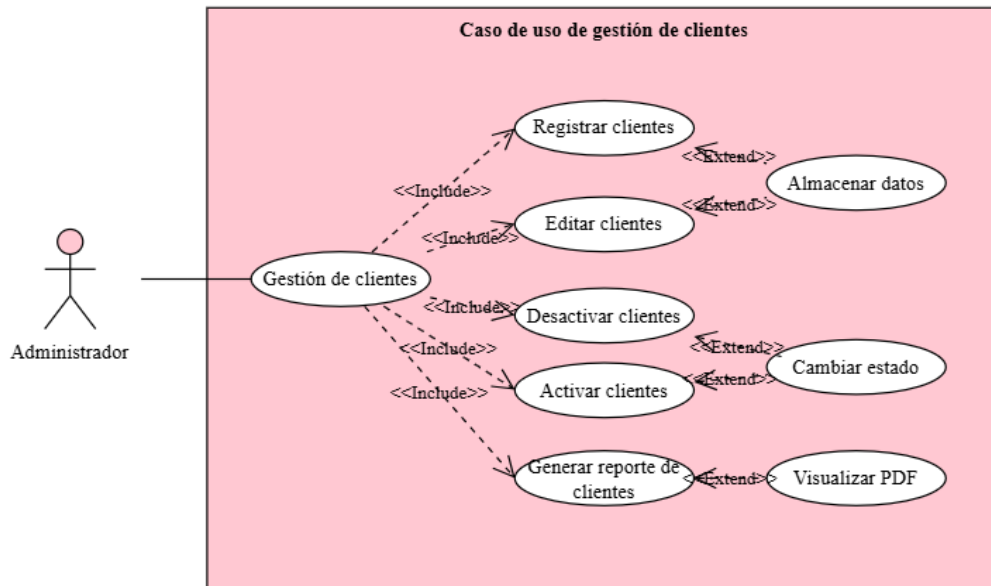 Caso de uso de gestión de clientes
Registrar clientes
<<Extend>>
Almacenar datos
<<Include>>
Editar clientes
<<Extend>>
<<Include>>
Gestión de clientes
Administrador
<<Include>>
Desactivar clientes
<<Extend>>
Cambiar estado
<<Include>>
Activar clientes
<<Extend>>
<<Include>>
Generar reporte de
clientes
<<Extend>>
Visualizar PDF